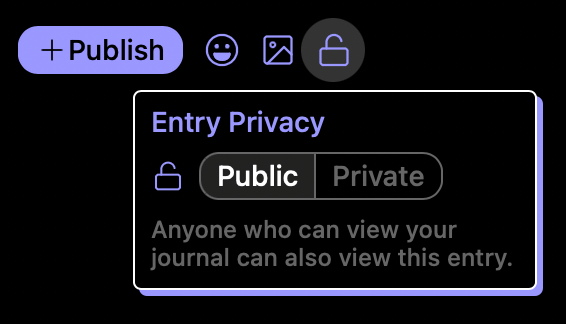 +Publish
Entry Privacy
Public Private
Anyone who can view your
journal can also view this entry.